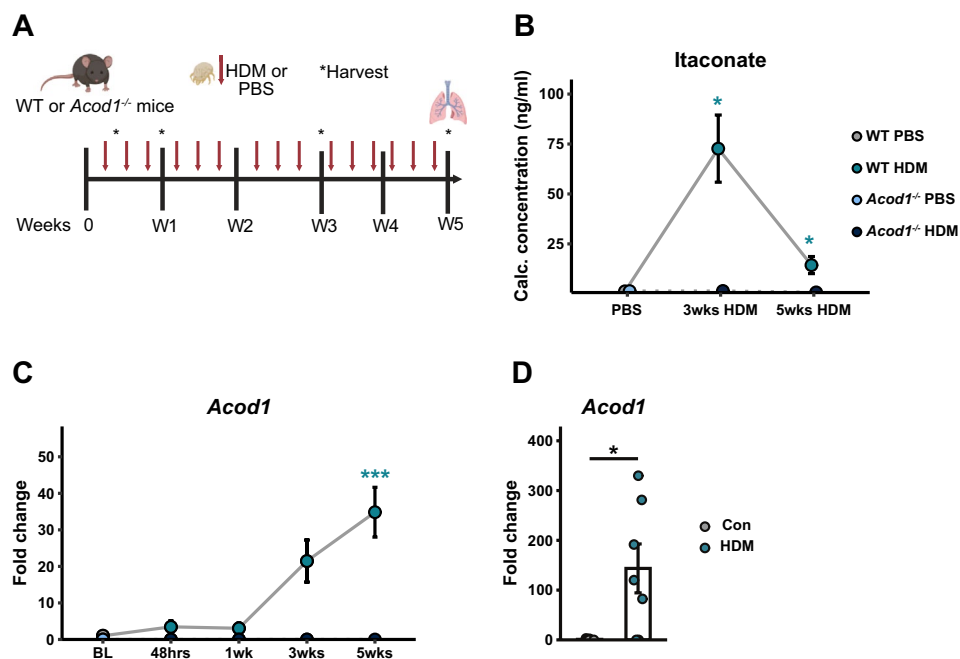 A
WT or Acod1-/- mice
HDM or
PBS
*Harvest
* * * *
Weeks 0 W1 W2 W3 W4 W5
B
Itaconate
Calc. concentration (ng/ml)
100
75
50
25
*
*
PBS 3wks HDM 5wks HDM
WT PBS
WT HDM
Acod1-/- PBS
Acod1-/- HDM
C
Acod1
Fold change
50
40
30
20
10
0
***
BL 48hrs 1wk 3wks 5wks
D
Acod1
Fold change
400
300
200
100
0
*
Con
HDM